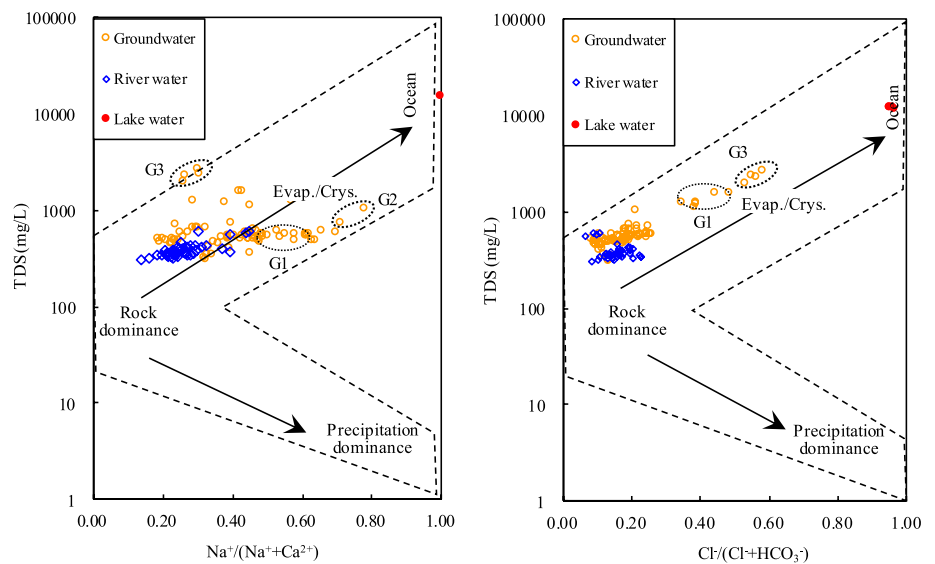 100000
10000
1000
100
10
1
TDS (mg/L)
Groundwater
River water
Lake water
G3
Ocean
Evap./Crys.
G2
G1
Rock
dominance
Precipitation
dominance
0.00 0.20 0.40 0.60 0.80 1.00
Na⁺/(Na⁺+Ca²⁺)
100000
10000
1000
100
10
1
TDS (mg/L)
Groundwater
River water
Lake water
Ocean
G3
G1
Evap./Crys.
Rock
dominance
Precipitation
dominance
0.00 0.20 0.40 0.60 0.80 1.00
Cl⁻/(Cl⁻+HCO₃⁻)